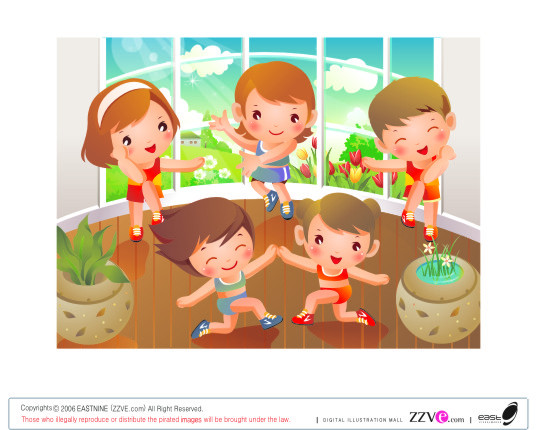 Copyrights © 2006 EASTNINE (ZZVE.com) All Right Reserved.
Those who illegally reproduce or distribute the pirated images will be brought under the law.
| DIGITAL ILLUSTRATION MALL ZZVe.com | east